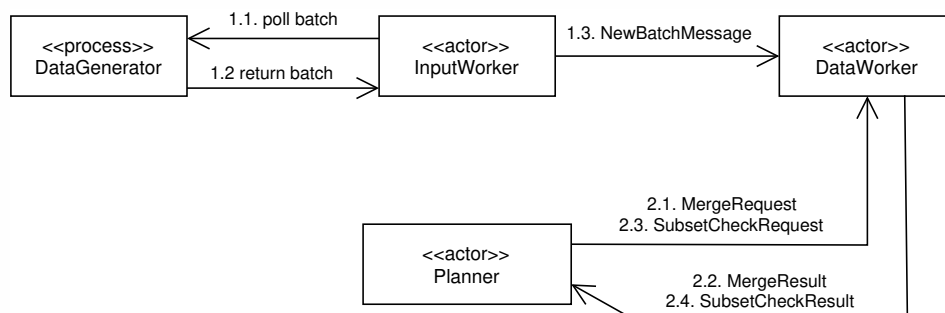 1.1. poll batch
<<process>>
DataGenerator
1.2 return batch
<<actor>>
InputWorker
1.3. NewBatchMessage
<<actor>>
DataWorker
2.1. MergeRequest
2.3. SubsetCheckRequest
<<actor>>
Planner
2.2. MergeResult
2.4. SubsetCheckResult